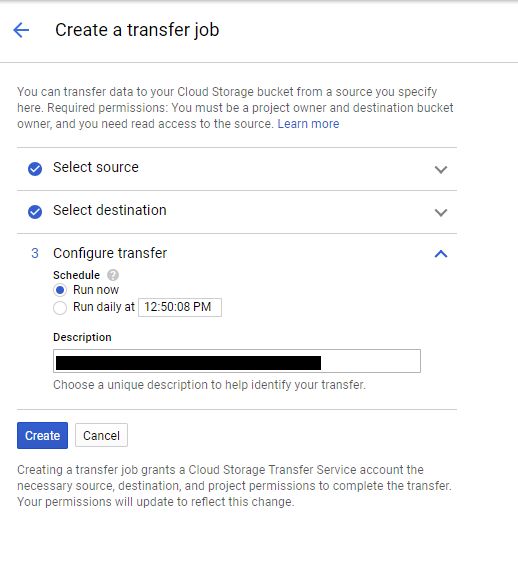 Create a transfer job
You can transfer data to your Cloud Storage bucket from a source you specify
here. Required permissions: You must be a project owner and destination bucket
owner, and you need read access to the source. Learn more
Select source
Select destination
3 Configure transfer
Schedule ?
Run now
Run daily at 12:50:08 PM
Description
Choose a unique description to help identify your transfer.
Create Cancel
Creating a transfer job grants a Cloud Storage Transfer Service account the
necessary source, destination, and project permissions to complete the transfer.
Your permissions will update to reflect this change.